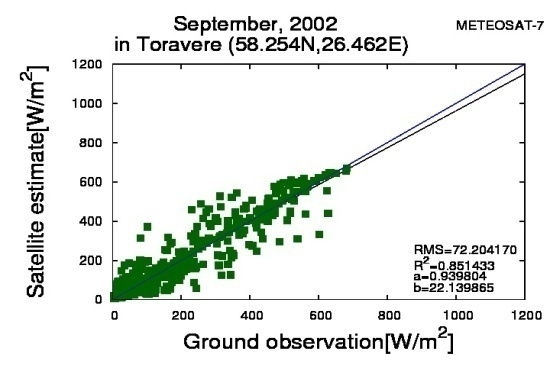 September, 2002
METEOSAT-7
in Toravere (58.254N,26.462E)
Satellite estimate[W/m²]
1200
1000
800
600
400
200
0
RMS=72.204170
R²=0.851433
a=0.939804
b=22.139865
0 200 400 600 800 1000 1200
Ground observation[W/m²]